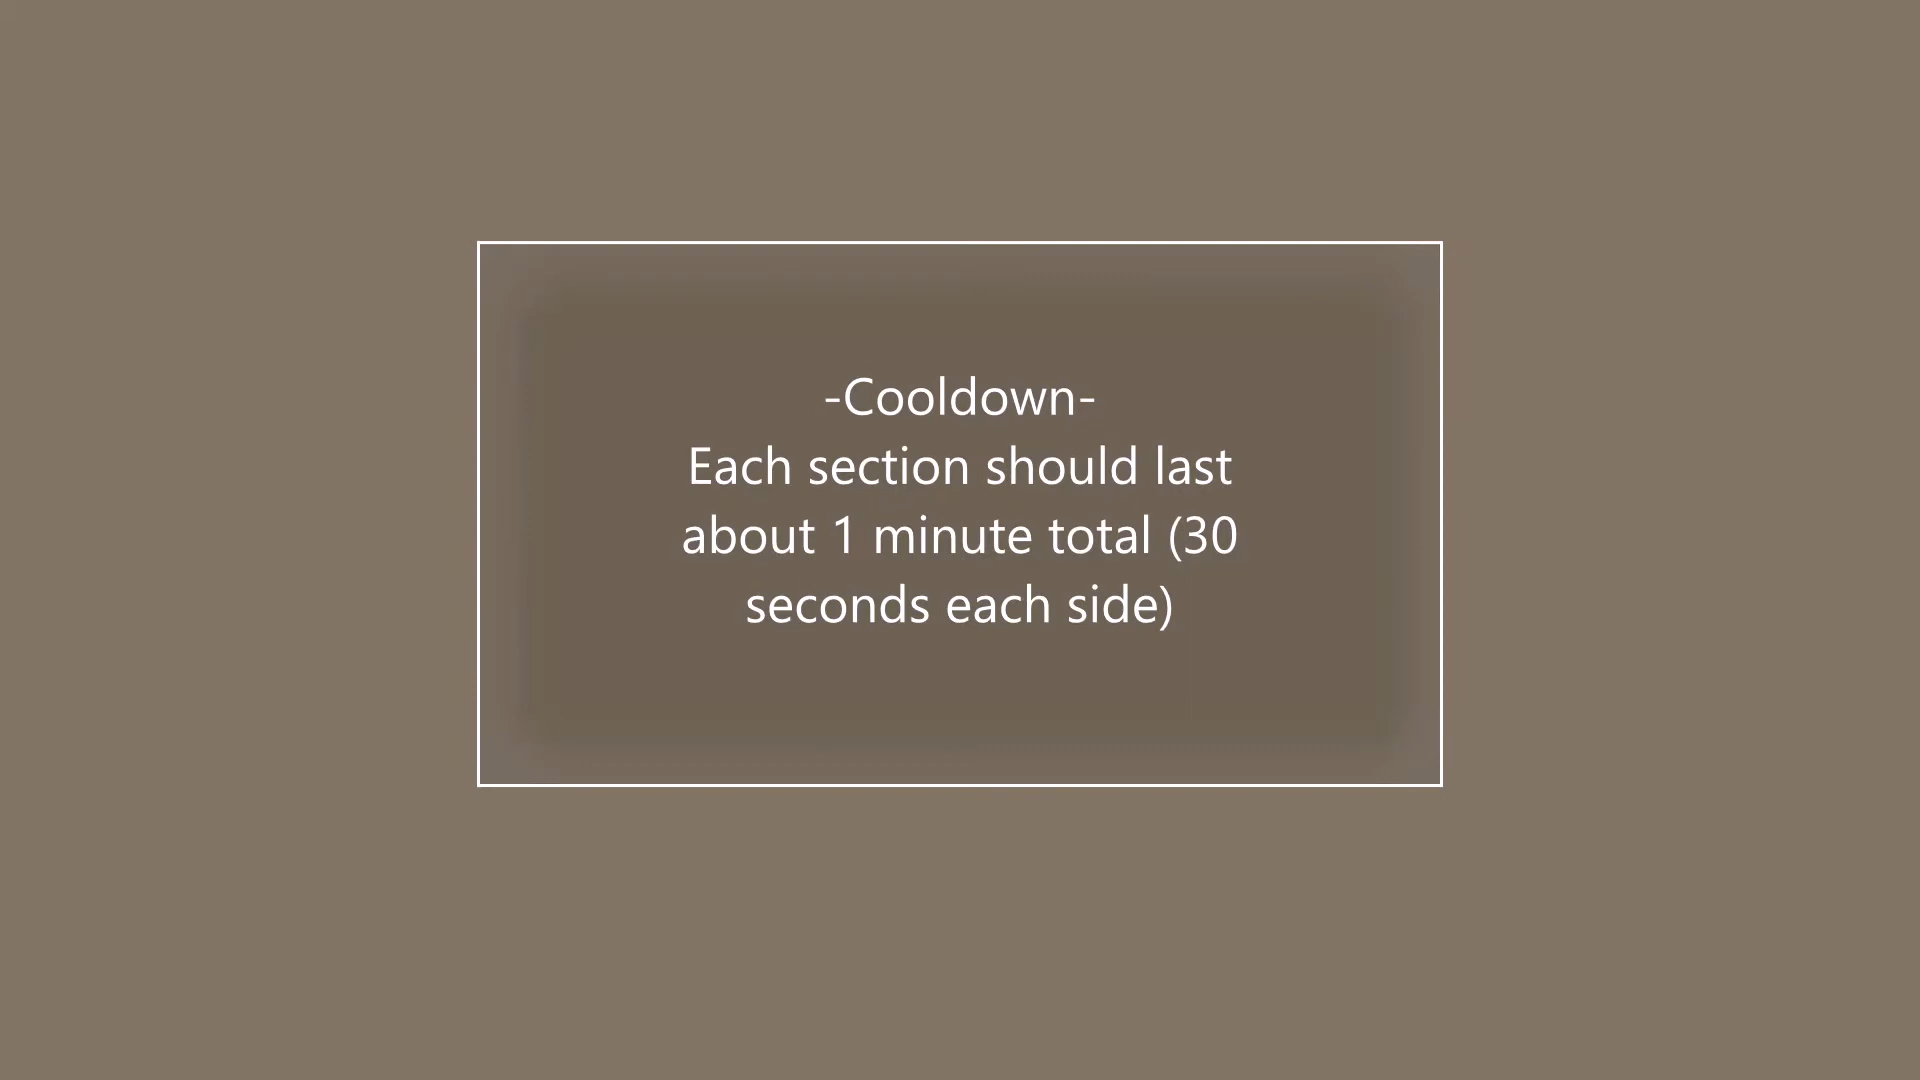 -Cooldown-
Each section should last
about 1 minute total (30
seconds each side)